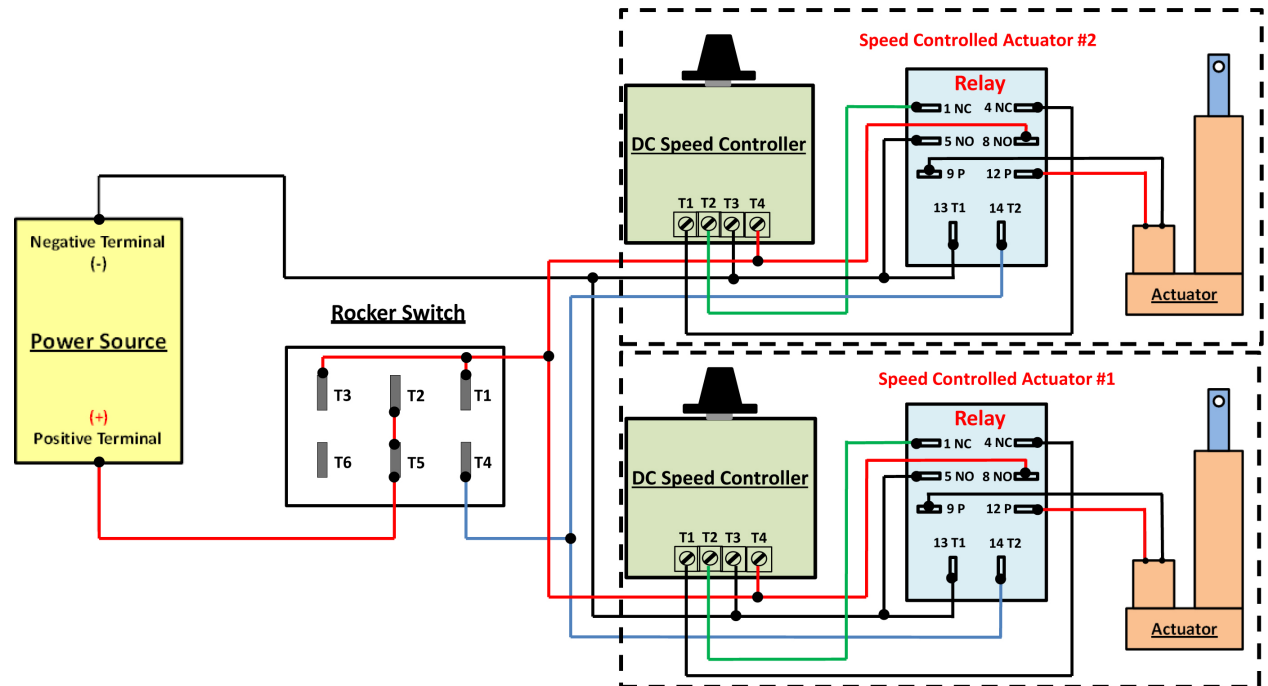 Speed Controlled Actuator #2
Relay
1 NC 4 NC
DC Speed Controller
5 NO 8 NO
9 P 12 P
T1 T2 T3 T4
13 T1 14 T2
Actuator
Negative Terminal
(-)
Power Source
(+)
Positive Terminal
Rocker Switch
T3 T2 T1
T6 T5 T4
Speed Controlled Actuator #1
Relay
1 NC 4 NC
DC Speed Controller
5 NO 8 NO
9 P 12 P
T1 T2 T3 T4
13 T1 14 T2
Actuator